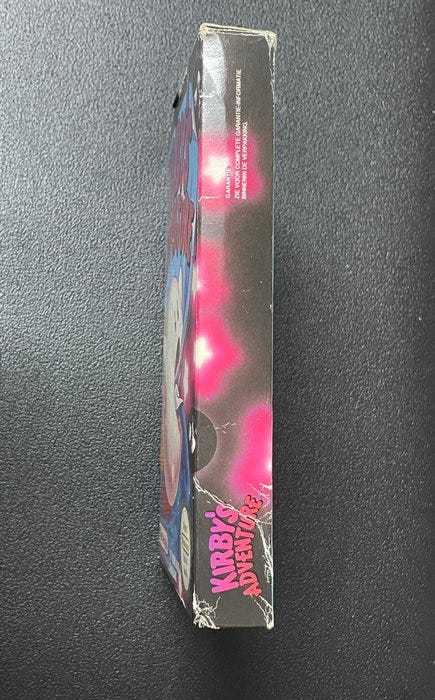 GARANTIE
ZIE VOOR COMPLETE GARANTIE-INFORMATIE
BINNENIN DE VERPAKKING.
KIRBY'S
ADVENTURE